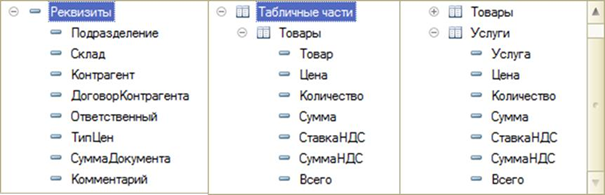 Реквизиты
Подразделение
Склад
Контрагент
ДоговорКонтрагента
Ответственный
ТипЦен
СуммаДокумента
Комментарий
Табличные части
Товары
Товар
Цена
Количество
Сумма
СтавкаНДС
СуммаНДС
Всего
Товары
Услуги
Услуга
Цена
Количество
Сумма
СтавкаНДС
СуммаНДС
Всего